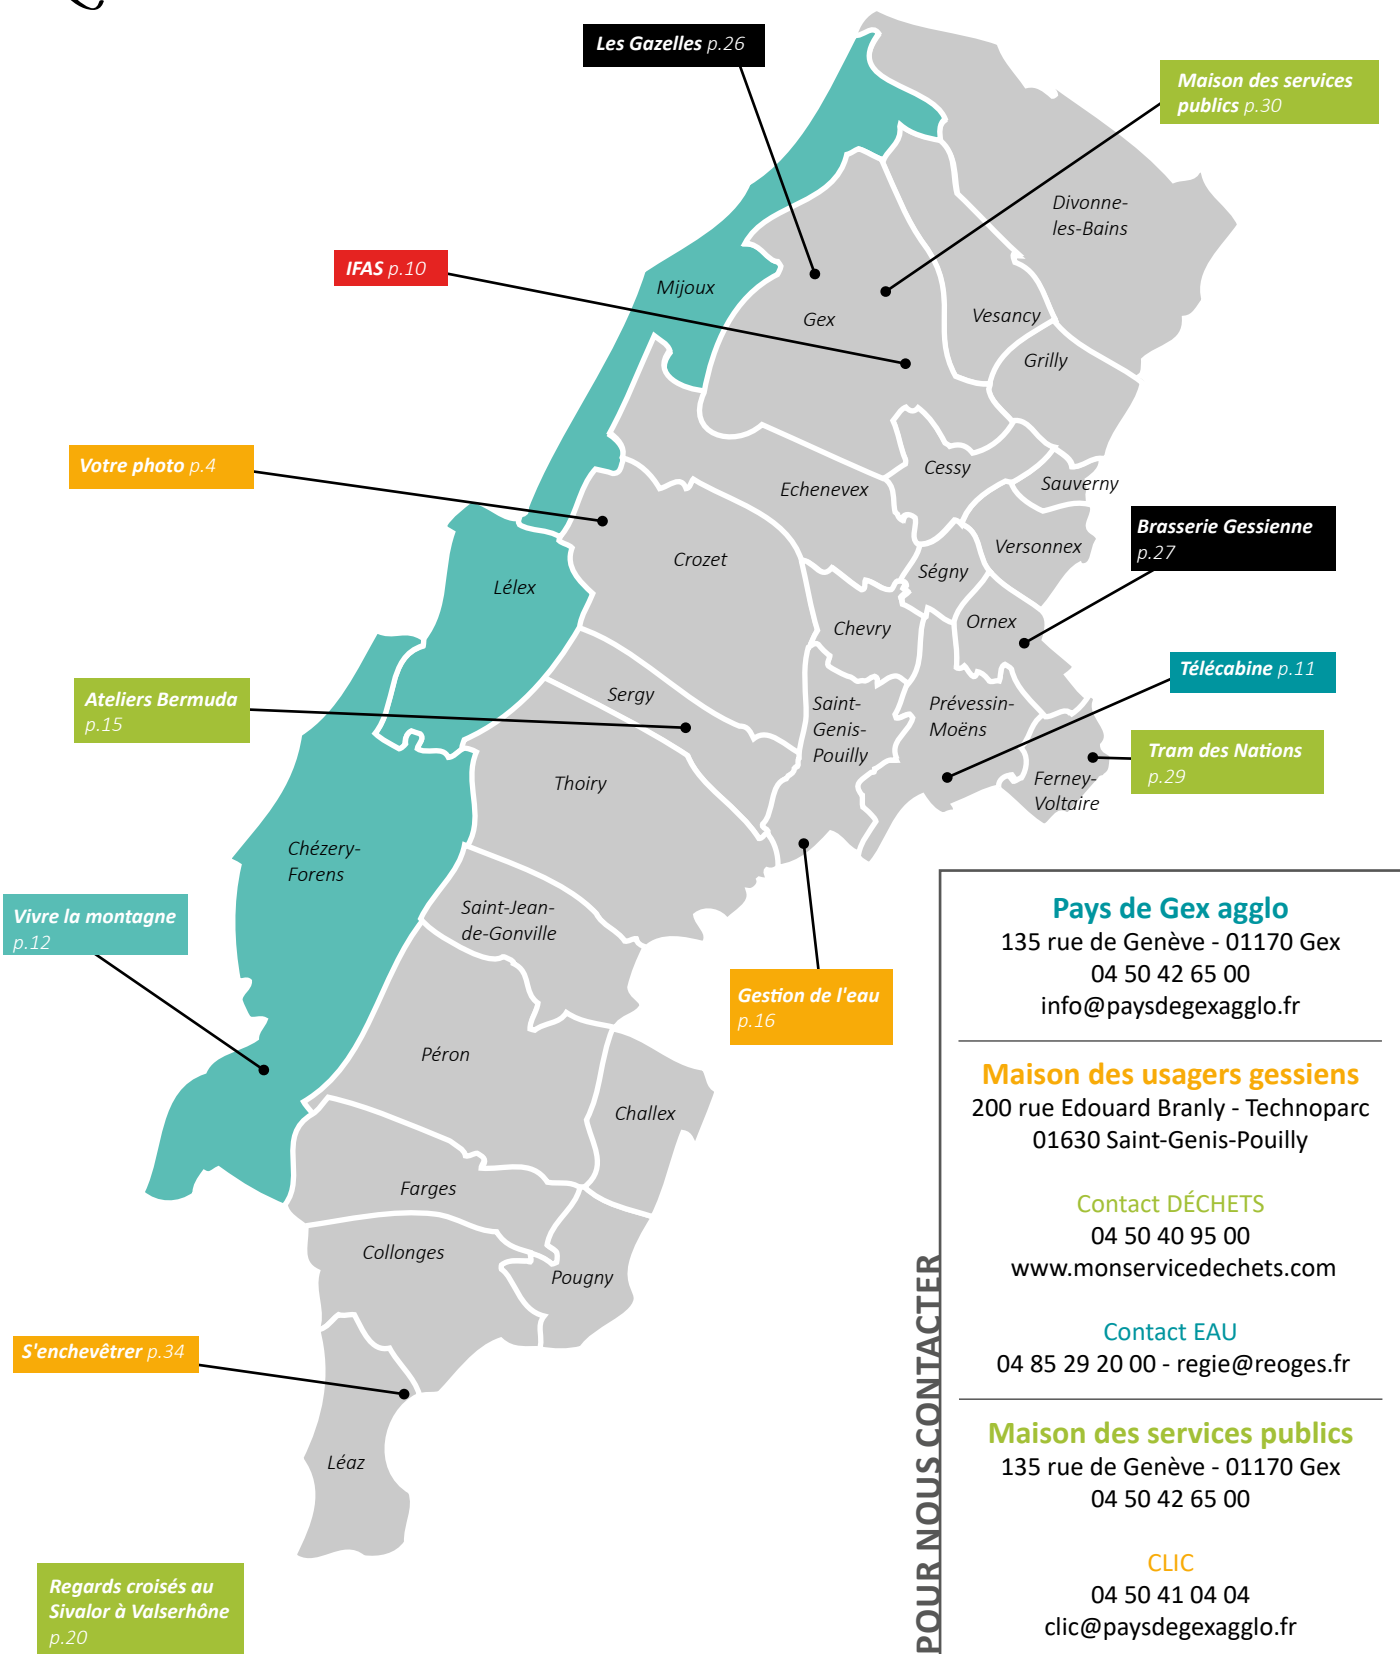 Les Gazelles p.26
Maison des services
publics p.30
Divonne-
les-Bains
IFAS p.10
Mijoux
Gex
Vesancy
Grilly
Votre photo p.4
Echenevex
Cessy
Sauverny
Brasserie Gessienne
p.27
Versonnex
Crozet
Ségny
Lélex
Chevry
Ornex
Télécabine p.11
Ateliers Bermuda
p.15
Sergy
Saint-
Genis-
Pouilly
Prévessin-
Moëns
Tram des Nations
p.29
Thoiry
Ferney-
Voltaire
Chézery-
Forens
Vivre la montagne
p.12
Saint-Jean-
de-Gonville
Gestion de l'eau
p.16
Péron
Challex
Farges
Collonges
Pougny
S'enchevêtrer p.34
Léaz
Regards croisés au
Sivalor à Valserhône
p.20
POUR NOUS CONTACTER
Pays de Gex agglo
135 rue de Genève - 01170 Gex
04 50 42 65 00
info@paysdegexagglo.fr
Maison des usagers gessiens
200 rue Edouard Branly - Technoparc
01630 Saint-Genis-Pouilly
Contact DÉCHETS
04 50 40 95 00
www.monservicedechets.com
Contact EAU
04 85 29 20 00 - regie@reoges.fr
Maison des services publics
135 rue de Genève - 01170 Gex
04 50 42 65 00
CLIC
04 50 41 04 04
clic@paysdegexagglo.fr